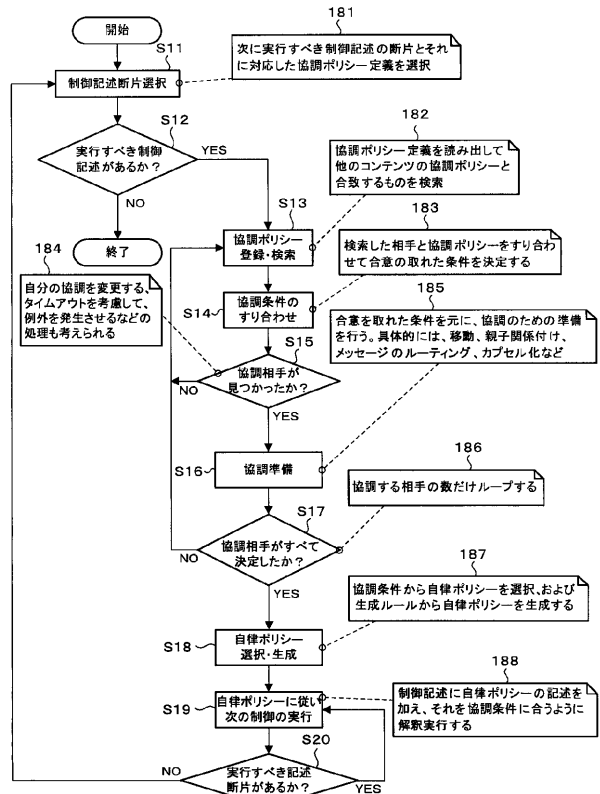 開始
S11
制御記述断片選択
181
次に実行すべき制御記述の断片とそれ
に対応した協調ポリシー定義を選択
S12
実行すべき制御
記述があるか？
YES
NO
終了
182
協調ポリシー定義を読み出して
他のコンテンツの協調ポリシーと
合致するものを検索
S13
協調ポリシー
登録・検索
183
検索した相手と協調ポリシーをすり合わ
せて合意の取れた条件を決定する
184
自分の協調を変更する、
タイムアウトを考慮して、
例外を発生させるなどの
処理も考えられる
S14
協調条件の
すり合わせ
185
合意を取れた条件を元に、協調のための準備
を行う。具体的には、移動、親子関係付け、
メッセージのルーティング、カプセル化など
S15
協調相手が
見つかったか？
NO
YES
S16
協調準備
186
協調する相手の数だけループする
S17
協調相手がすべて
決定したか？
NO
YES
187
協調条件から自律ポリシーを選択、および
生成ルールから自律ポリシーを生成する
S18
自律ポリシー
選択・生成
188
制御記述に自律ポリシーの記述を
加え、それを協調条件に合うように
解釈実行する
S19
自律ポリシーに従い
次の制御の実行
S20
実行すべき記述
断片があるか？
NO
YES